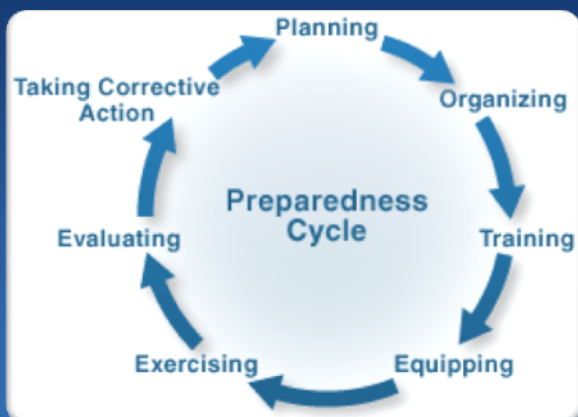 Planning
Organizing
Training
Equipping
Exercising
Evaluating
Taking Corrective
Action
Preparedness
Cycle